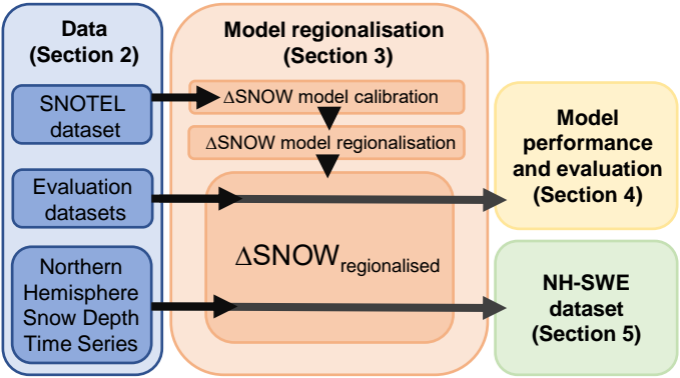 Data
(Section 2)
SNOTEL
dataset
Evaluation
datasets
Northern
Hemisphere
Snow Depth
Time Series
Model regionalisation
(Section 3)
ΔSNOW model calibration
ΔSNOW model regionalisation
ΔSNOWregionalised
Model
performance
and evaluation
(Section 4)
NH-SWE
dataset
(Section 5)